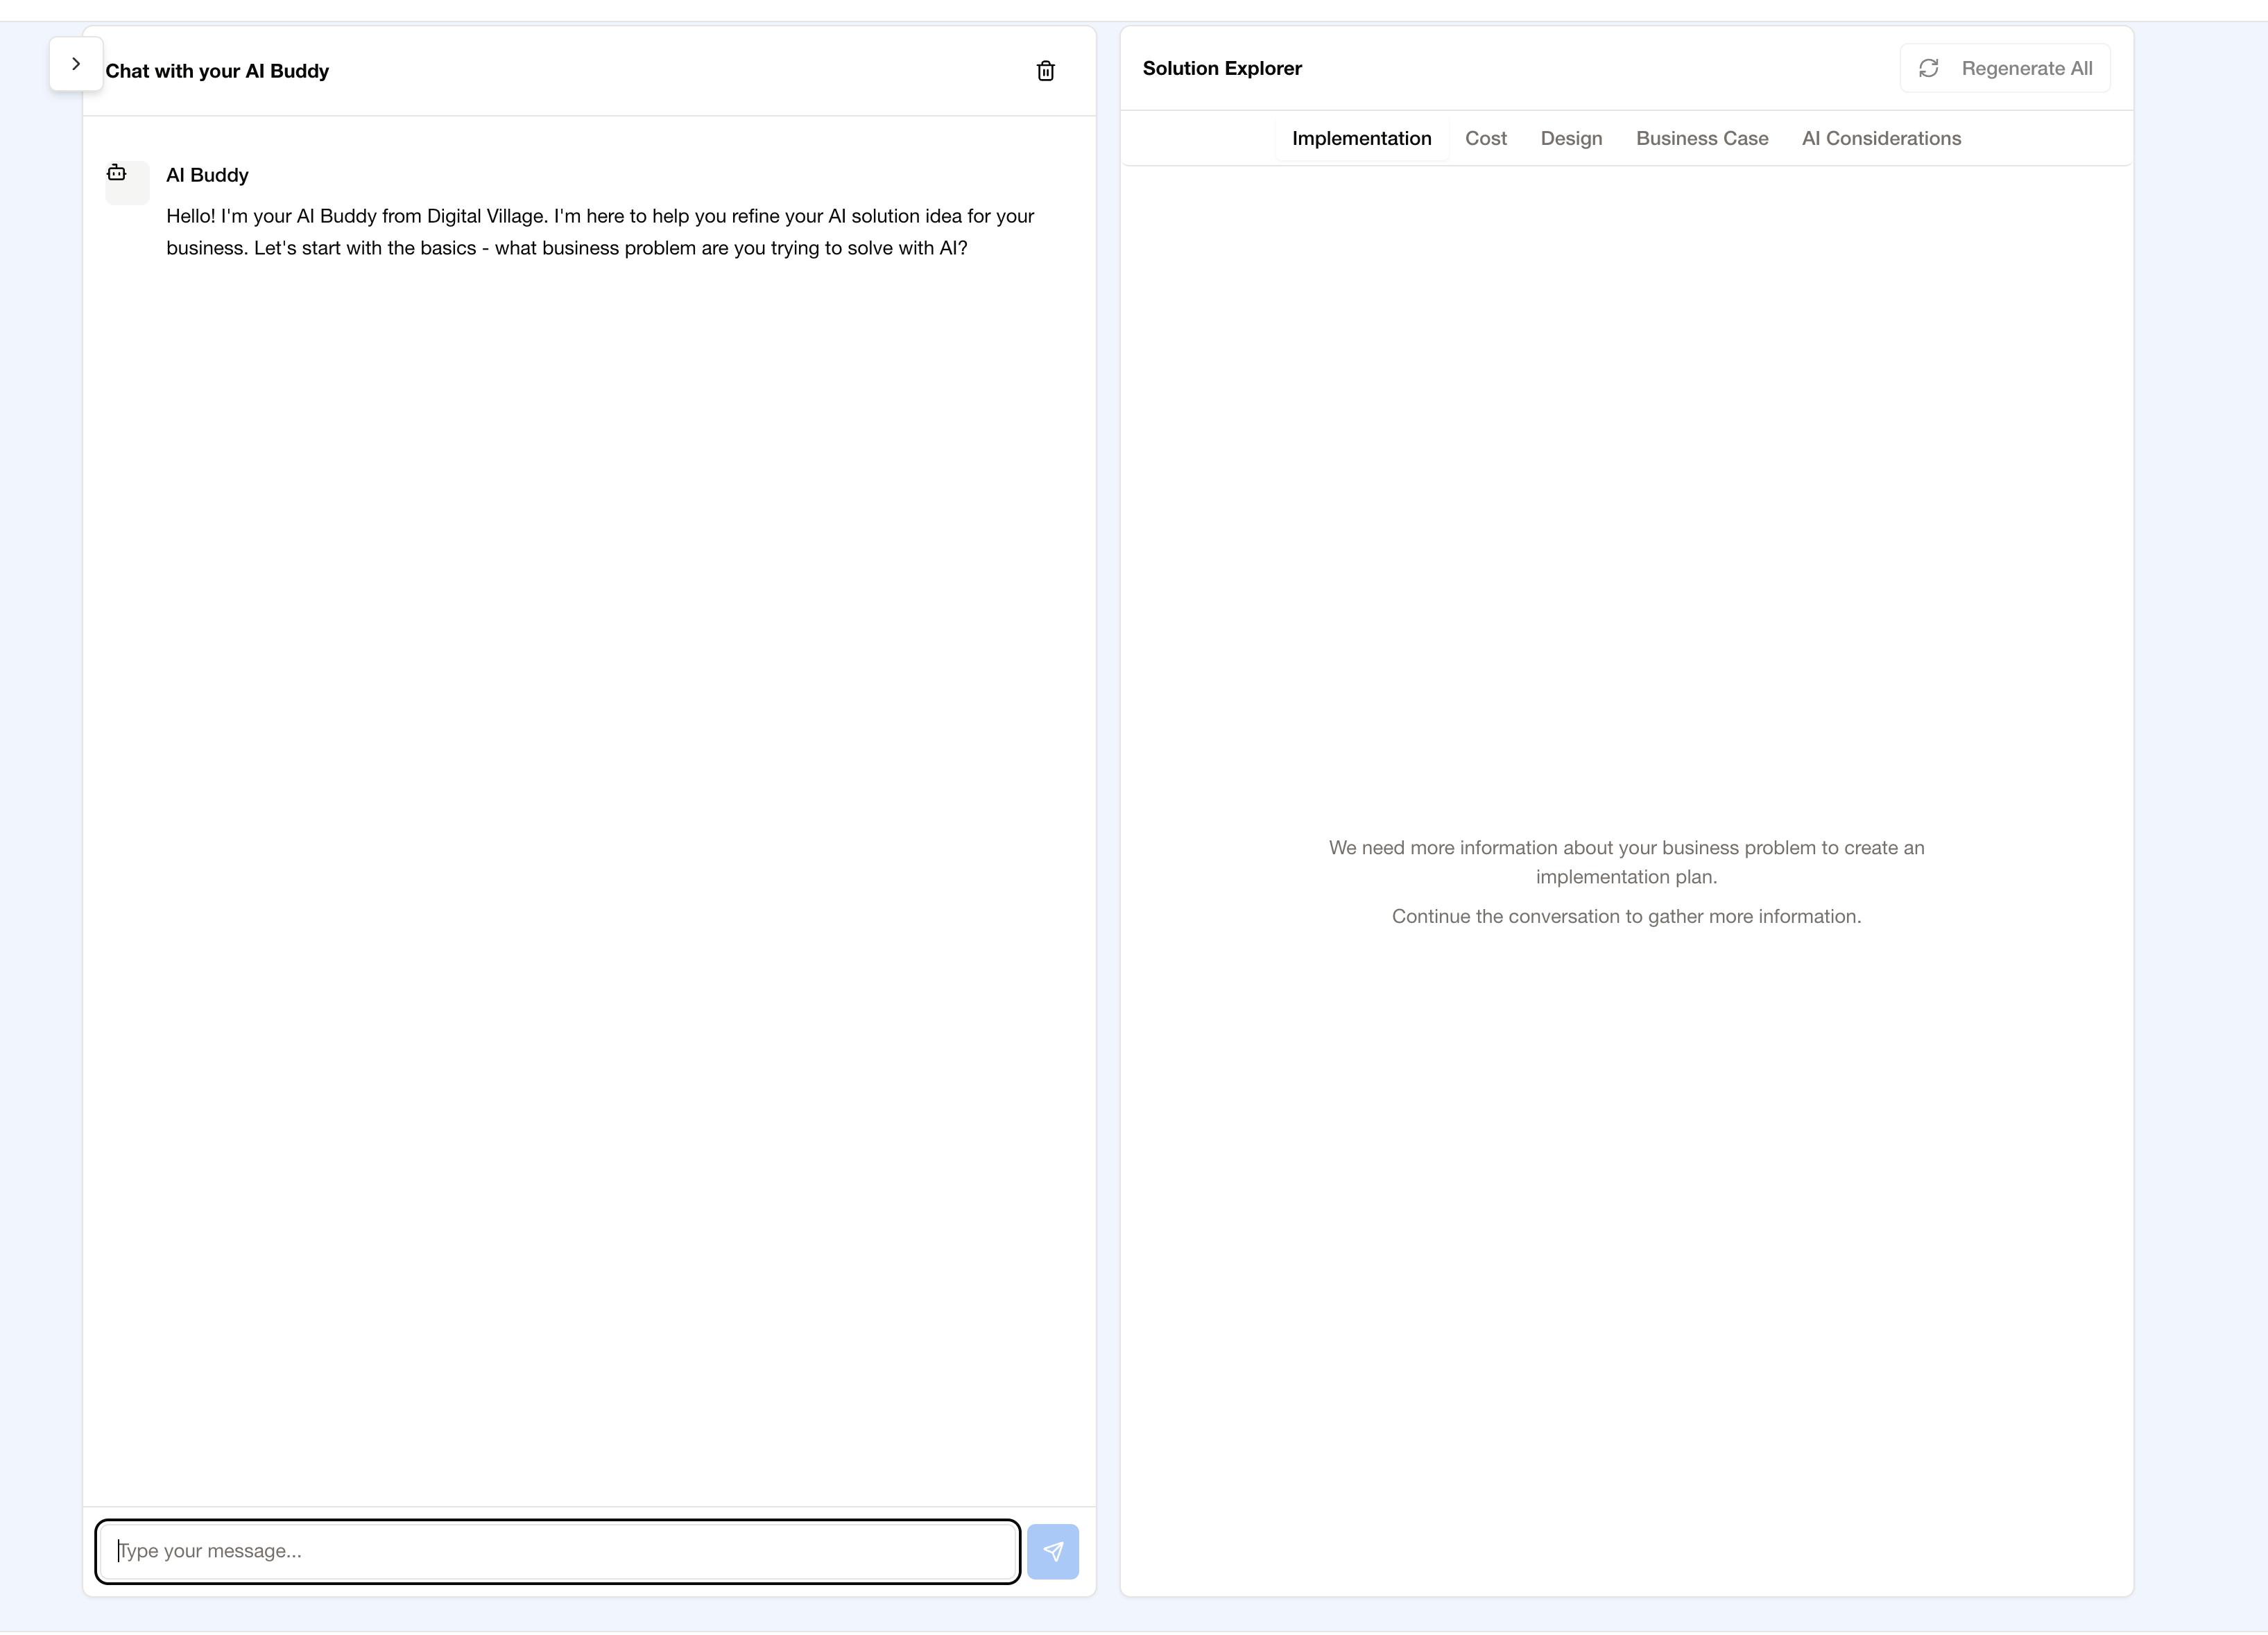 Chat with your AI Buddy
AI Buddy
Hello! I'm your AI Buddy from Digital Village. I'm here to help you refine your AI solution idea for your
business. Let's start with the basics - what business problem are you trying to solve with AI?
Type your message...
Solution Explorer
Regenerate All
Implementation
Cost
Design
Business Case
AI Considerations
We need more information about your business problem to create an
implementation plan.
Continue the conversation to gather more information.